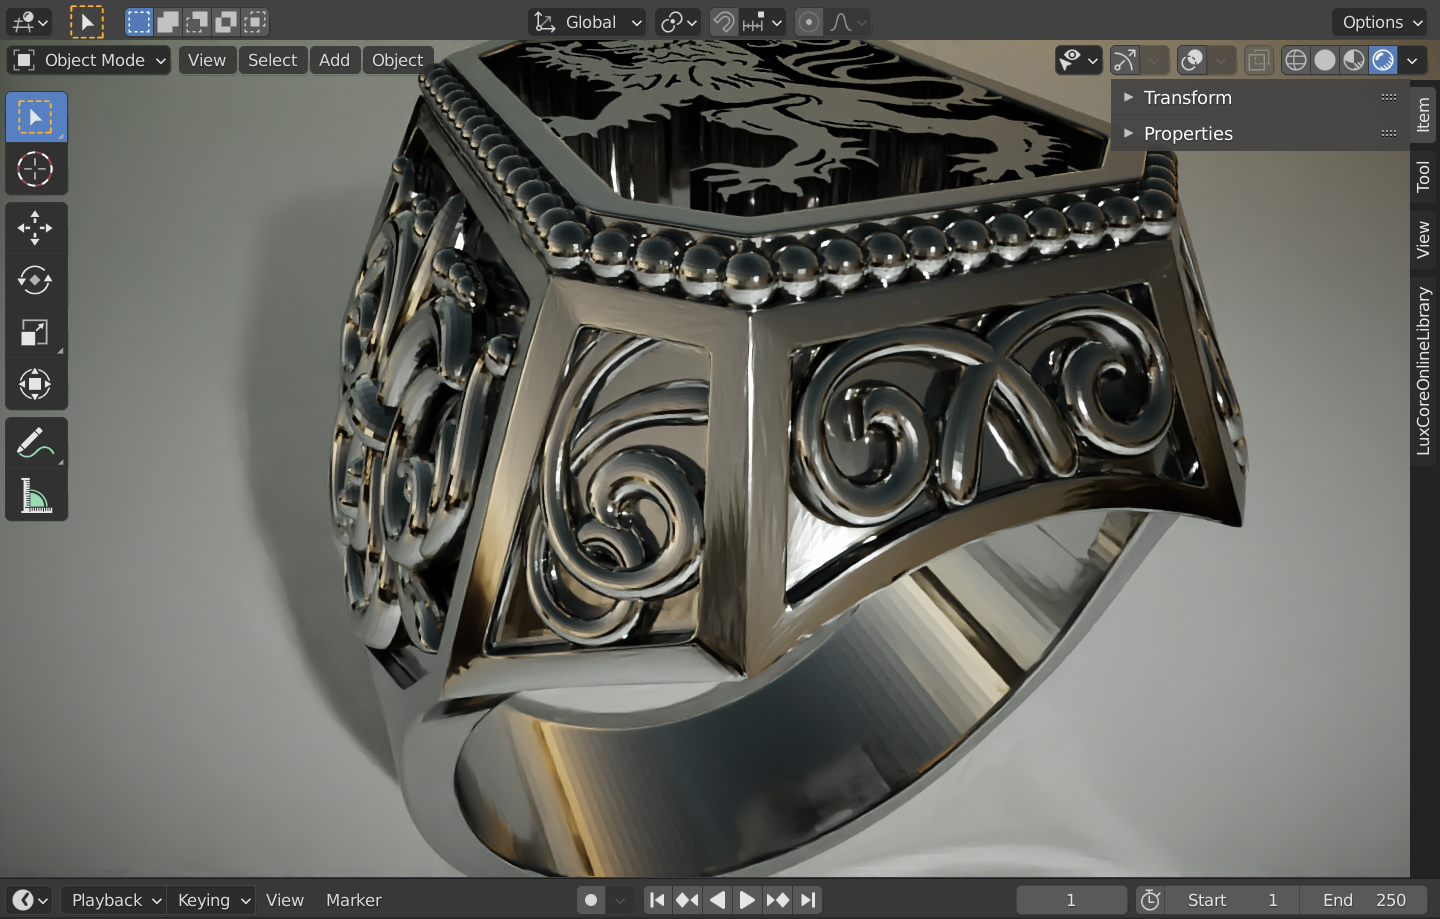 Global
Options
Object Mode
View
Select
Add
Object
Transform
Properties
Item
Tool
View
LuxCoreOnlineLibrary
Playback
Keying
View
Marker
1
Start 1
End 250